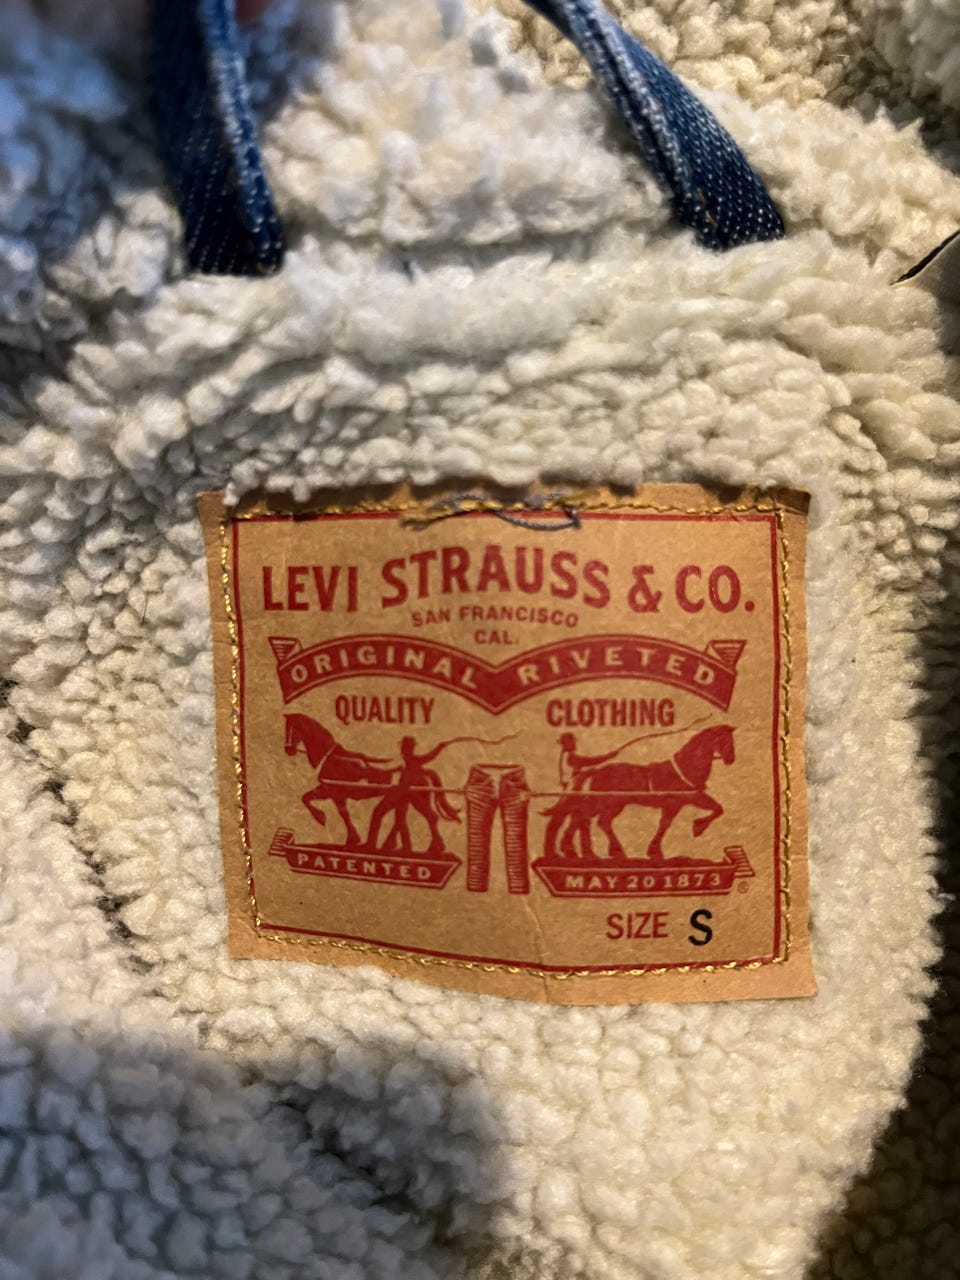 LEVI STRAUSS & CO.
SAN FRANCISCO
CAL.
ORIGINAL RIVETED
QUALITY CLOTHING
PATENTED MAY 20 1873 ®
SIZE S